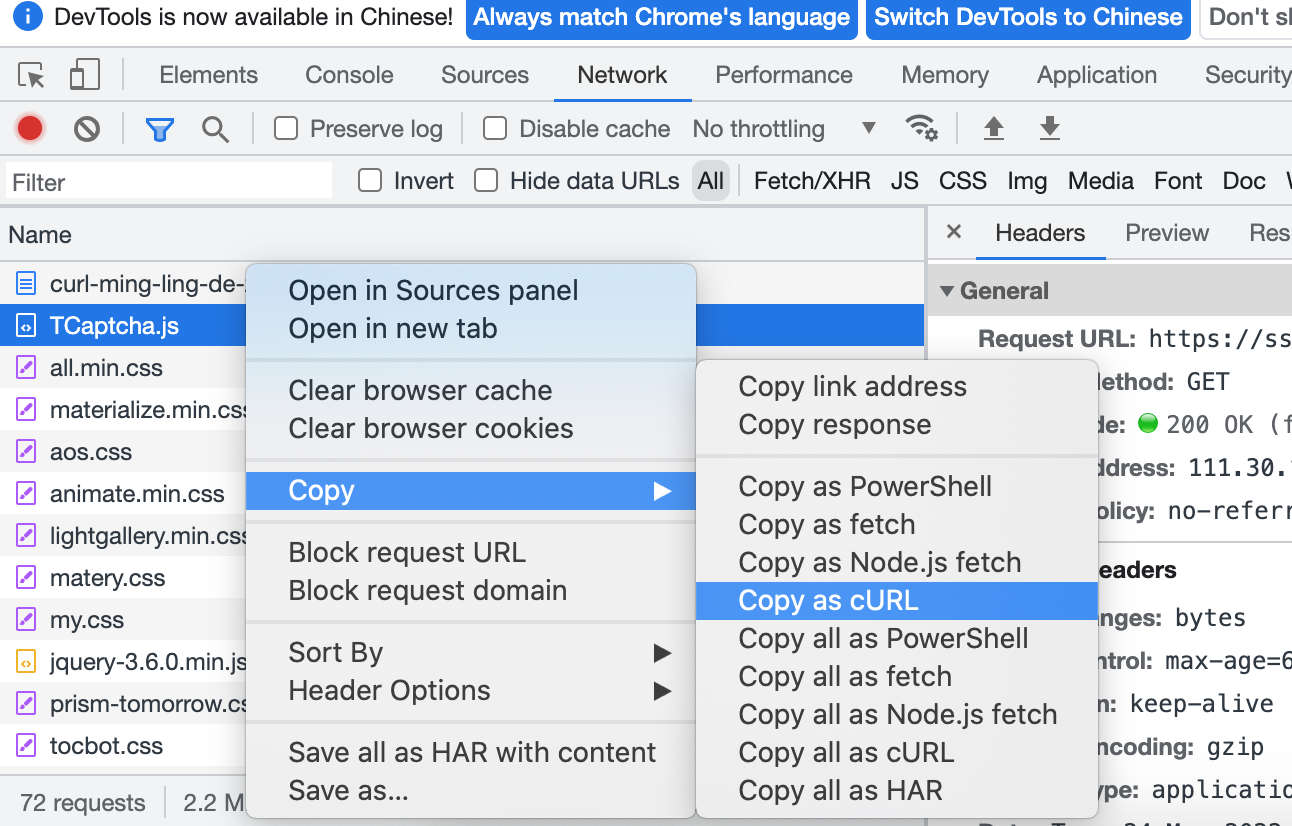 DevTools is now available in Chinese! Always match Chrome's language Switch DevTools to Chinese Don't
Elements Console Sources Network Performance Memory Application Security
Preserve log Disable cache No throttling
Filter Invert Hide data URLs All Fetch/XHR JS CSS Img Media Font Doc
Name
× Headers Preview
curl-ming-ling-de-
TCaptcha.js
all.min.css
materialize.min.css
aos.css
animate.min.css
lightgallery.min.css
matery.css
my.css
jquery-3.6.0.min.js
prism-tomorrow.cs
tocbot.css
72 requests 2.2 M
Open in Sources panel
Open in new tab
Clear browser cache
Clear browser cookies
Copy
Block request URL
Block request domain
Sort By
Header Options
Save all as HAR with content
Save as...
Copy link address
Copy response
Copy as PowerShell
Copy as fetch
Copy as Node.js fetch
Copy as cURL
Copy all as PowerShell
Copy all as fetch
Copy all as Node.js fetch
Copy all as cURL
Copy all as HAR
General
Request URL: https://ss
ethod: GET
de: 200 OK (f
ddress: 111.30.
olicy: no-referr
eaders
nges: bytes
ntrol: max-age=6
n: keep-alive
ncoding: gzip
ype: applicatio